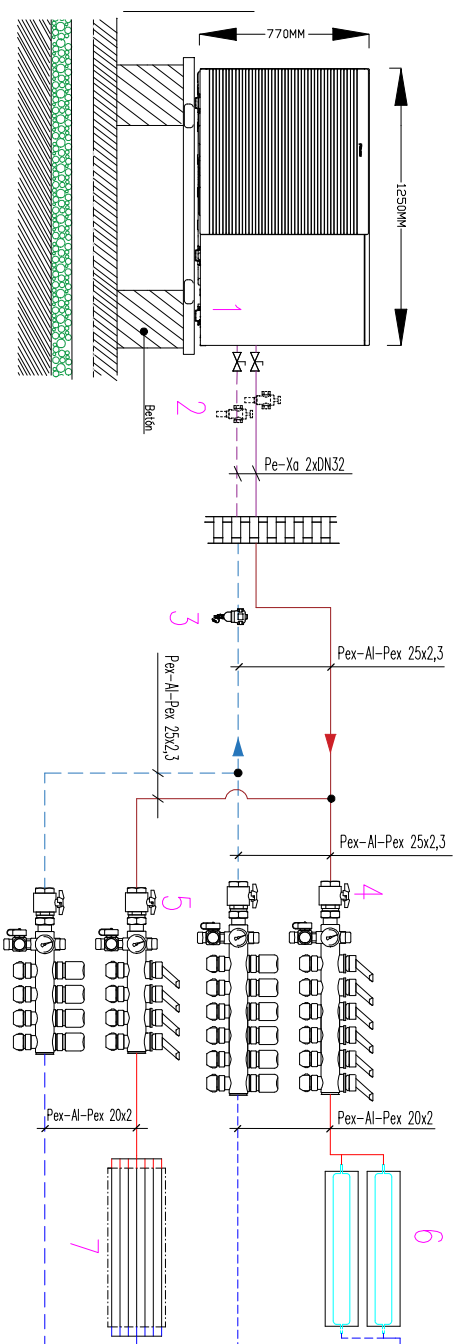 770MM
1250MM
1
Betón
2
Pe-Xa 2xDN32
3
Pex-Al-Pex 25x2,3
Pex-Al-Pex 25x2,3
Pex-Al-Pex 25x2,3
4
5
Pex-Al-Pex 20x2
Pex-Al-Pex 20x2
6
7